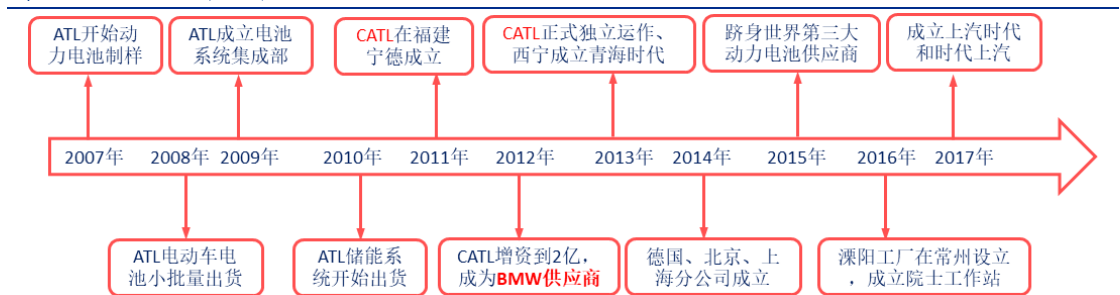 ATL开始动
力电池制样
ATL成立电池
系统集成部
CATL在福建
宁德成立
CATL正式独立运作、
西宁成立青海时代
跻身世界第三大
动力电池供应商
成立上汽时代
和时代上汽
2007年 2008年 2009年 2010年 2011年 2012年 2013年 2014年 2015年 2016年 2017年
ATL电动车电
池小批量出货
ATL储能系
统开始出货
CATL增资到2亿,
成为BMW供应商
德国、北京、上
海分公司成立
溧阳工厂在常州设立
，成立院士工作站